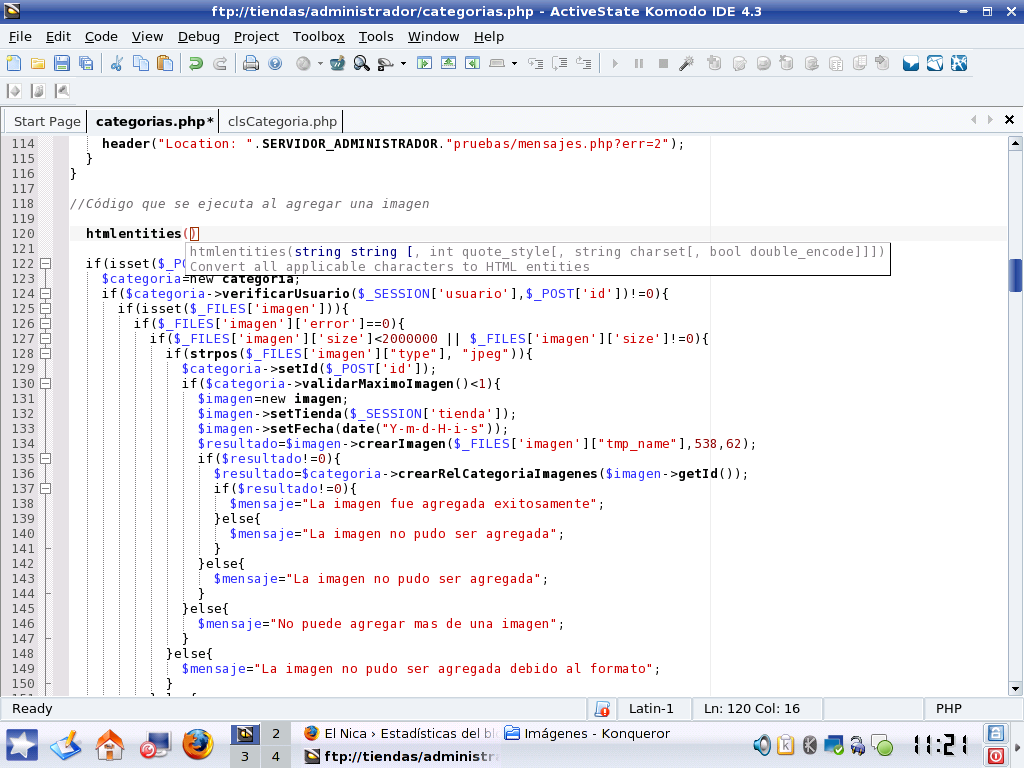 ftp://tiendas/administrador/categorias.php - ActiveState Komodo IDE 4.3
File Edit Code View Debug Project Toolbox Tools Window Help
Start Page categorias.php* clsCategoria.php
114 header("Location: ".SERVIDOR_ADMINISTRADOR."pruebas/mensajes.php?err=2");
115 }
116 }
117
118 //Código que se ejecuta al agregar una imagen
119
120 htmlentities()
121 htmlentities(string string [, int quote_style[, string charset[, bool double_encode]]])
Convert all applicable characters to HTML entities
122 if(isset($_P
123 $categoria=new categoria;
124 if($categoria->verificarUsuario($_SESSION['usuario'],$_POST['id'])!=0){
125 if(isset($_FILES['imagen'])){
126 if($_FILES['imagen']['error']==0){
127 if($_FILES['imagen']['size']<2000000 || $_FILES['imagen']['size']!=0){
128 if(strpos($_FILES['imagen']["type"], "jpeg")){
129 $categoria->setId($_POST['id']);
130 if($categoria->validarMaximoImagen()<1){
131 $imagen=new imagen;
132 $imagen->setTienda($_SESSION['tienda']);
133 $imagen->setFecha(date("Y-m-d-H-i-s"));
134 $resultado=$imagen->crearImagen($_FILES['imagen']["tmp_name"],538,62);
135 if($resultado!=0){
136 $resultado=$categoria->crearRelCategoriaImagenes($imagen->getId());
137 if($resultado!=0){
138 $mensaje="La imagen fue agregada exitosamente";
139 }else{
140 $mensaje="La imagen no pudo ser agregada";
141 }
142 }else{
143 $mensaje="La imagen no pudo ser agregada";
144 }
145 }else{
146 $mensaje="No puede agregar mas de una imagen";
147 }
148 }else{
149 $mensaje="La imagen no pudo ser agregada debido al formato";
150 }
Ready Latin-1 Ln: 120 Col: 16 PHP
2 El Nica › Estadísticas del bl Imágenes - Konqueror
3 4 ftp://tiendas/administra
11:21